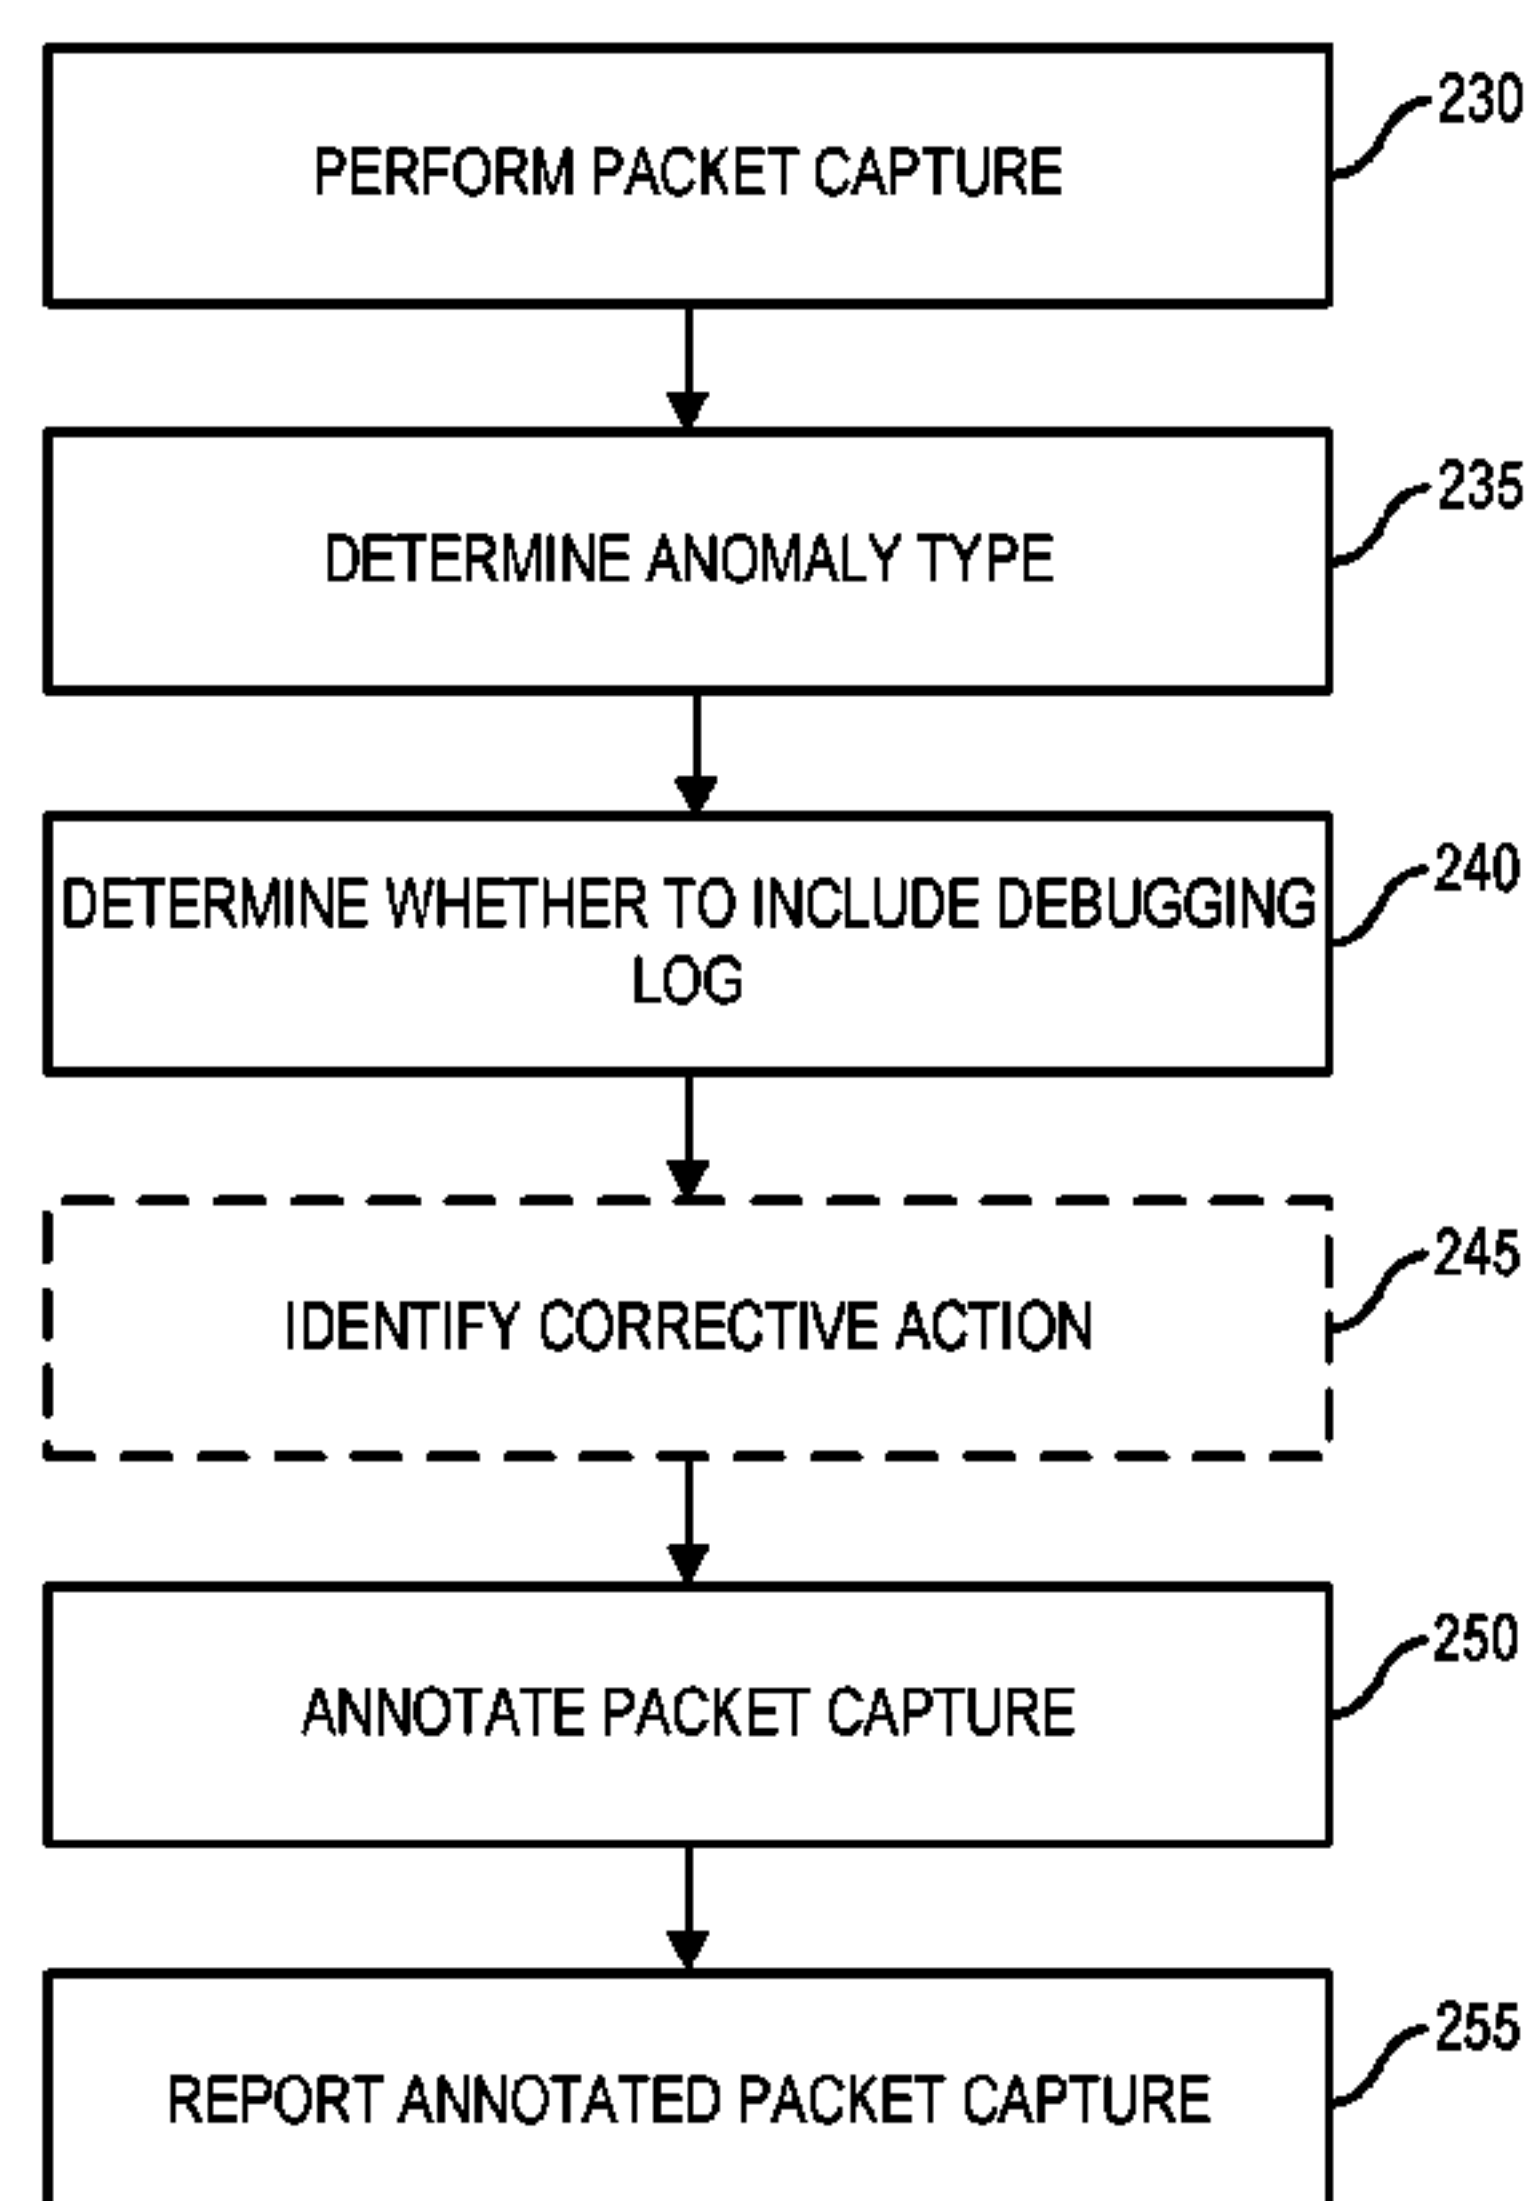 230
PERFORM PACKET CAPTURE
235
DETERMINE ANOMALY TYPE
240
DETERMINE WHETHER TO INCLUDE DEBUGGING
LOG
245
IDENTIFY CORRECTIVE ACTION
250
ANNOTATE PACKET CAPTURE
255
REPORT ANNOTATED PACKET CAPTURE